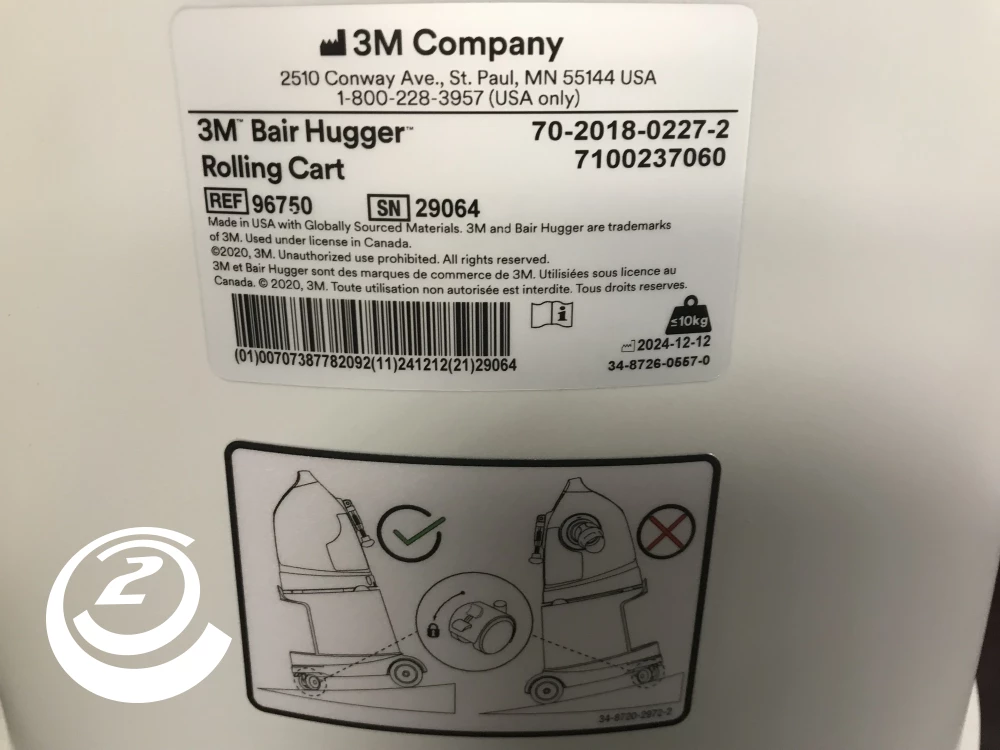 3M Company
2510 Conway Ave., St. Paul, MN 55144 USA
1-800-228-3957 (USA only)
3M™ Bair Hugger™
Rolling Cart
70-2018-0227-2
7100237060
REF 96750 SN 29064
Made in USA with Globally Sourced Materials. 3M and Bair Hugger are trademarks
of 3M. Used under license in Canada.
©2020, 3M. Unauthorized use prohibited. All rights reserved.
3M et Bair Hugger sont des marques de commerce de 3M. Utilisées sous licence au
Canada. © 2020, 3M. Toute utilisation non autorisée est interdite. Tous droits reserves.
i
≤10kg
2024-12-12
(01)00707387782092(11)241212(21)29064
34-8726-0557-0
34-8720-2972-2
2